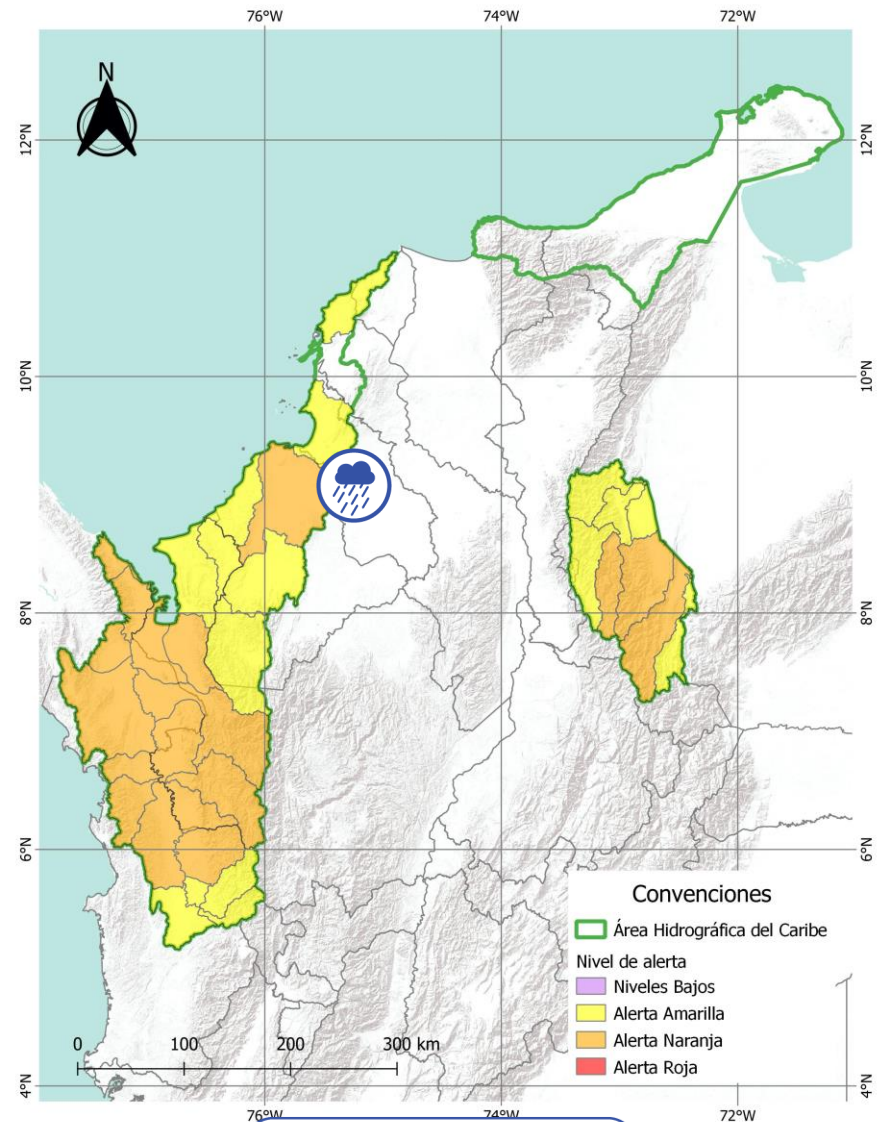 76°W 74°W 72°W
N
12°N 12°N
10°N 10°N
8°N 8°N
6°N 6°N
Convenciones
Área Hidrográfica del Caribe
Nivel de alerta
Niveles Bajos
Alerta Amarilla
Alerta Naranja
Alerta Roja
0 100 200 300 km
4°N 4°N
76°W 74°W 72°W